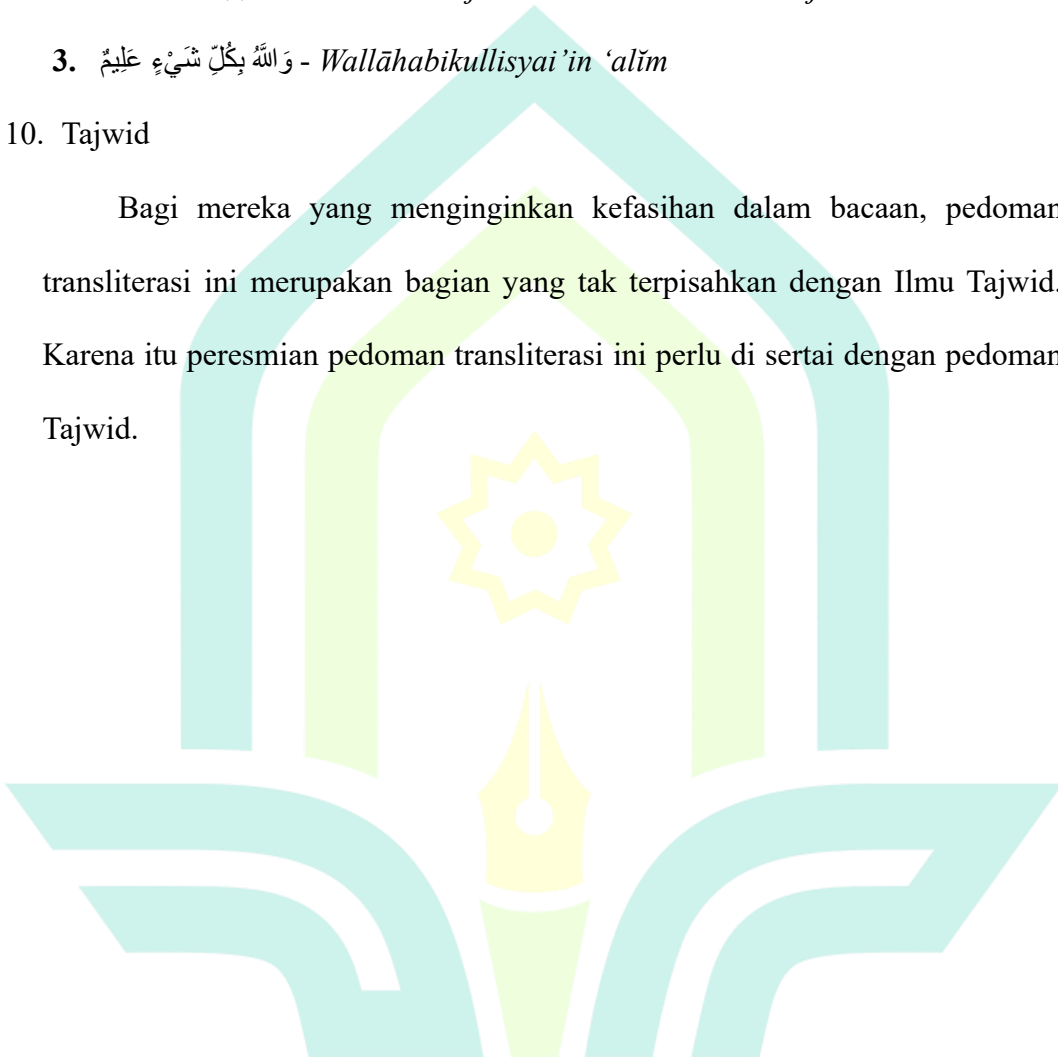 3. وَاللَّهُ بِكُلِّ شَيْءٍ عَلِيمٌ - Wallāhabikullisyai’in ‘alĭm
10. Tajwid
Bagi mereka yang menginginkan kefasihan dalam bacaan, pedoman
transliterasi ini merupakan bagian yang tak terpisahkan dengan Ilmu Tajwid.
Karena itu peresmian pedoman transliterasi ini perlu di sertai dengan pedoman
Tajwid.